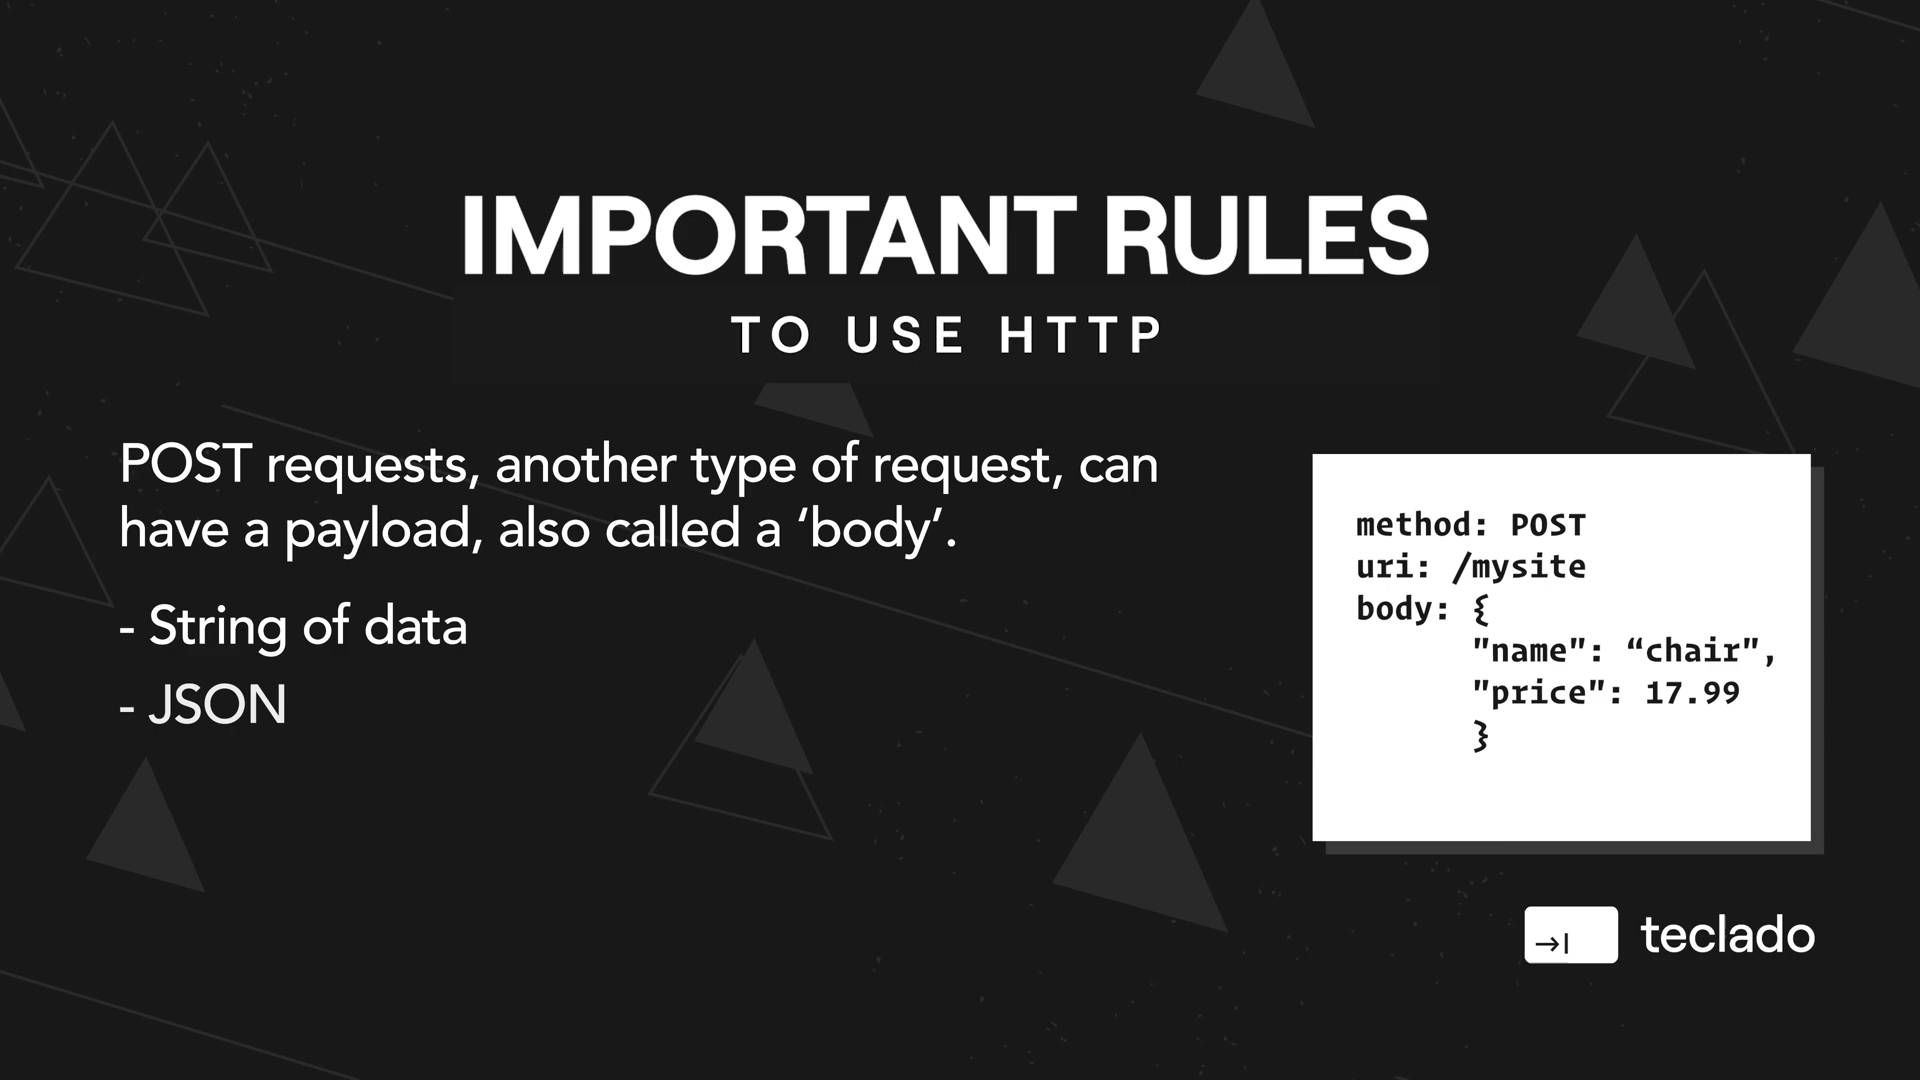 IMPORTANT RULES
TO USE HTTP
POST requests, another type of request, can
have a payload, also called a ‘body’.
- String of data
- JSON
method: POST
uri: /mysite
body: {
"name": “chair",
"price": 17.99
}
teclado